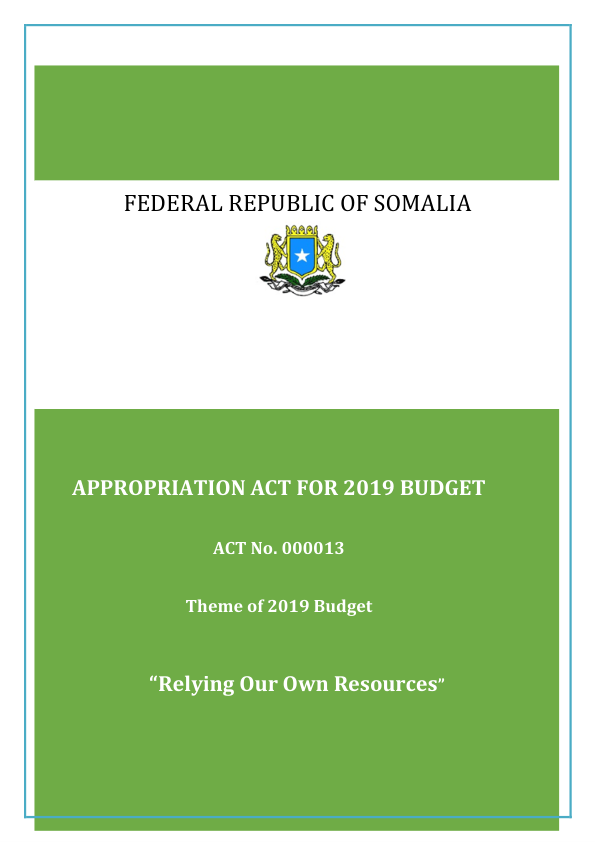 FEDERAL REPUBLIC OF SOMALIA
APPROPRIATION ACT FOR 2019 BUDGET
ACT No. 000013
Theme of 2019 Budget
“Relying Our Own Resources”